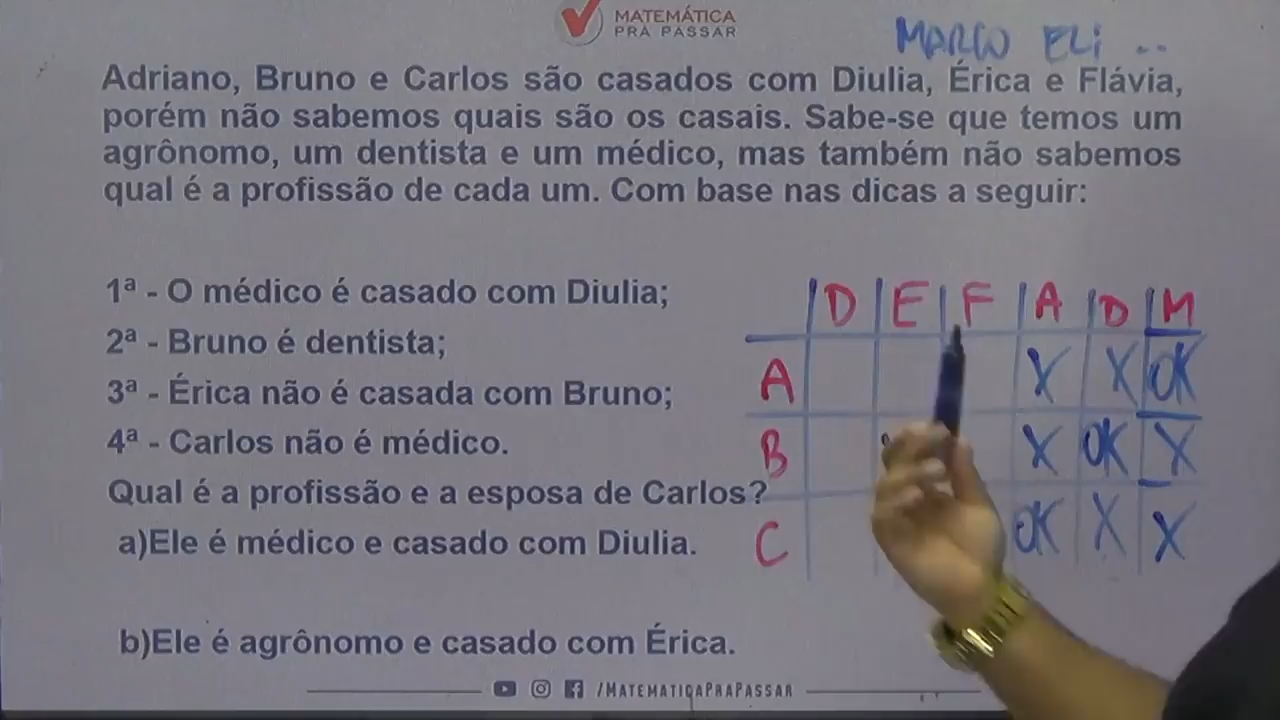 MATEMÁTICA
PRA PASSAR
MARCO ELI ..
Adriano, Bruno e Carlos são casados com Diulia, Érica e Flávia,
porém não sabemos quais são os casais. Sabe-se que temos um
agrônomo, um dentista e um médico, mas também não sabemos
qual é a profissão de cada um. Com base nas dicas a seguir:
1ª - O médico é casado com Diulia;
2ª - Bruno é dentista;
3ª - Érica não é casada com Bruno;
4ª - Carlos não é médico.
Qual é a profissão e a esposa de Carlos?
a)Ele é médico e casado com Diulia.
b)Ele é agrônomo e casado com Érica.
D E F A D M
A X X OK
B X OK X
C OK X X
/MATEMATICAPRAPASSAR